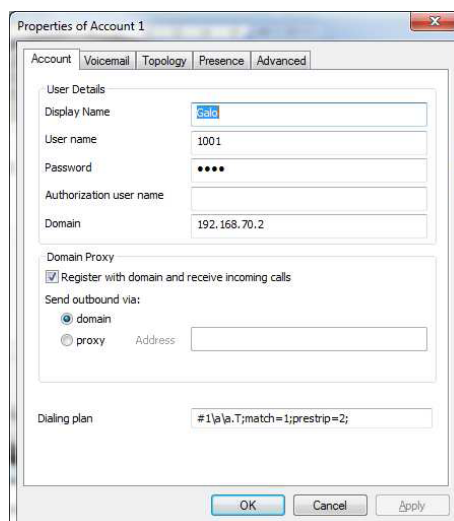 Properties of Account 1
Account Voicemail Topology Presence Advanced
User Details
Display Name Galo
User name 1001
Password ••••
Authorization user name
Domain 192.168.70.2
Domain Proxy
Register with domain and receive incoming calls
Send outbound via:
domain
proxy Address
Dialing plan #1\a\a.T;match=1;prestrip=2;
OK Cancel Apply